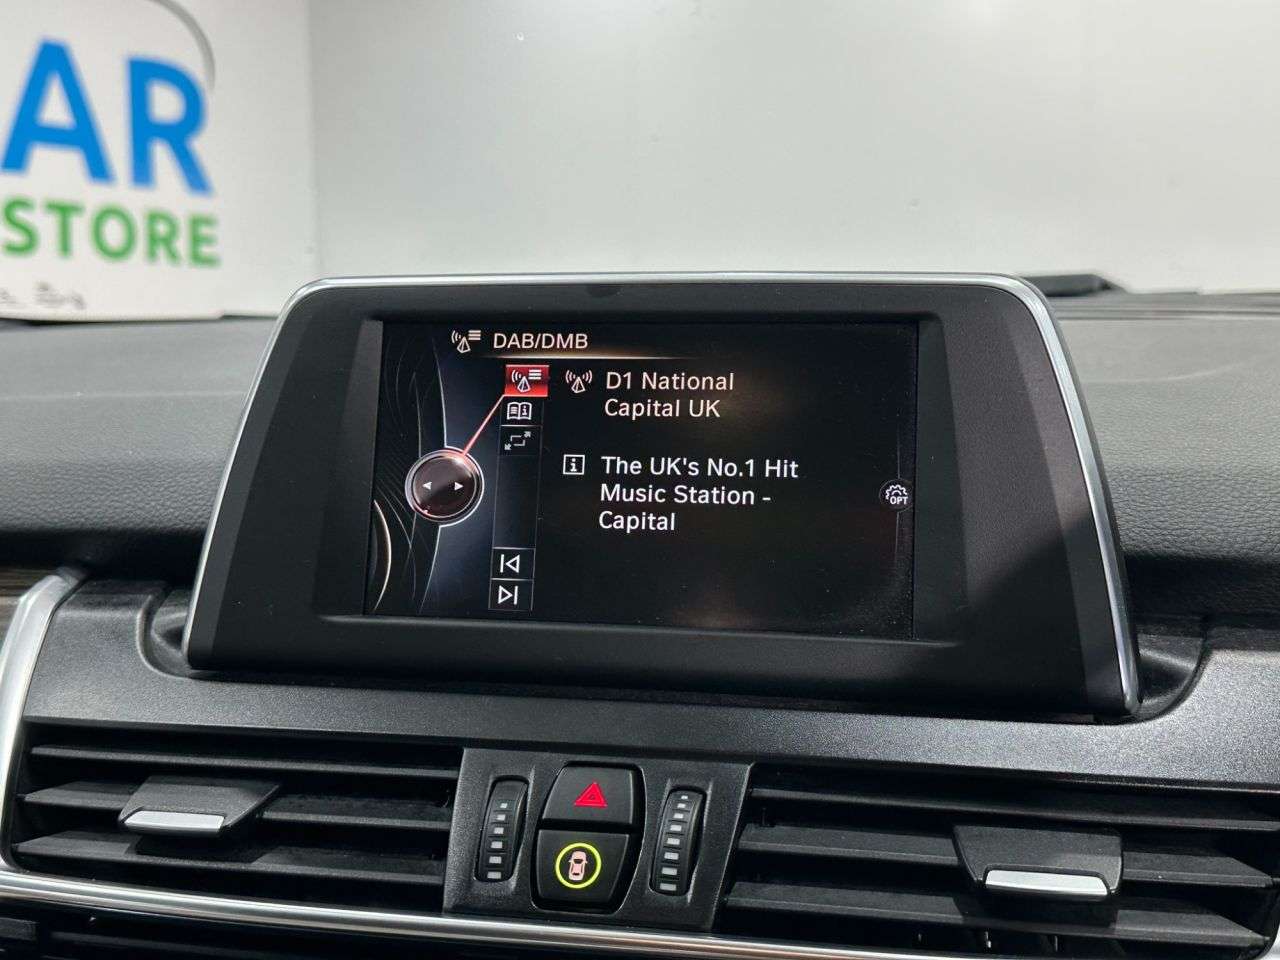 AR
STORE
DAB/DMB
D1 National
Capital UK
The UK's No.1 Hit
Music Station -
Capital
OPT